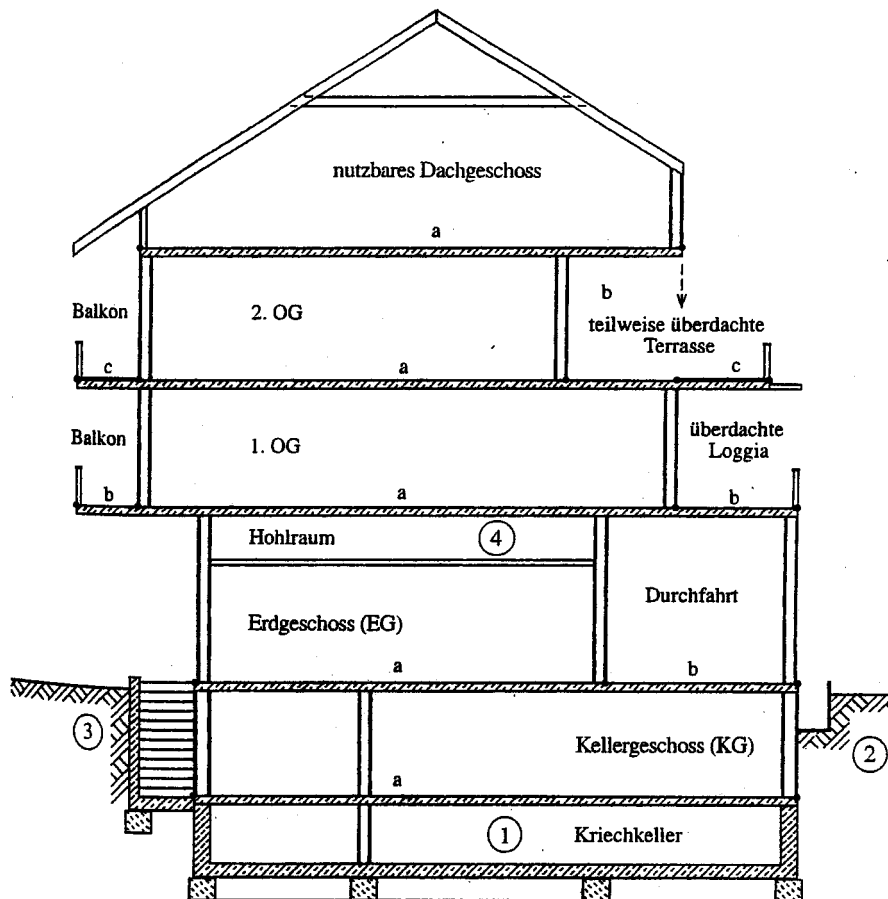 nutzbares Dachgeschoss
a
Balkon
2. OG
b
teilweise überdachte
Terrasse
c
a
c
Balkon
1. OG
überdachte
Loggia
b
a
b
Hohlraum
4
Durchfahrt
Erdgeschoss (EG)
a
b
3
Kellergeschoss (KG)
2
a
1
Kriechkeller